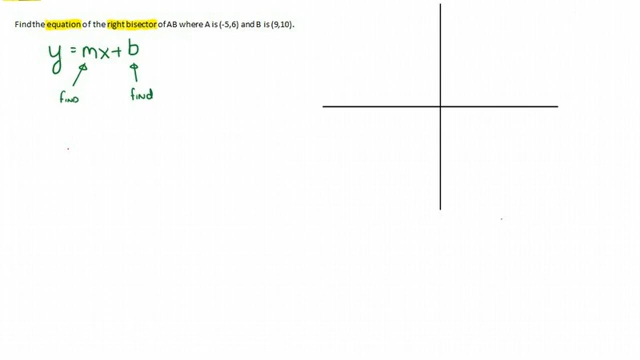 Find the equation of the right bisector of AB where A is (-5,6) and B is (9,10).
y = mx + b
find find